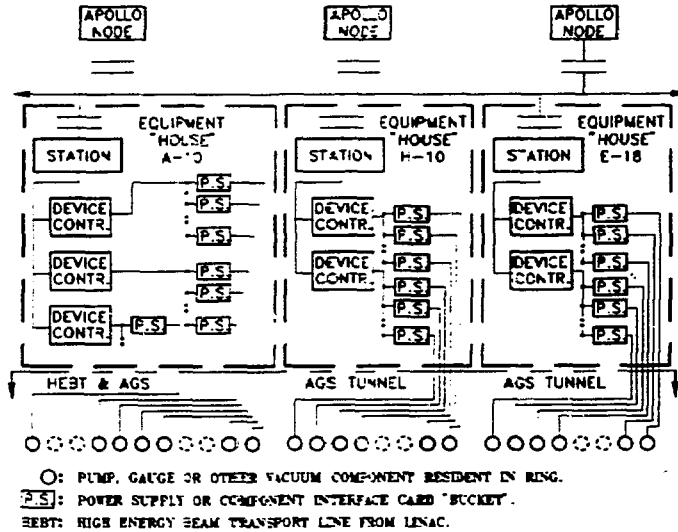 APOLLO NODE
APOLLO NODE
APOLLO NODE
EQUIPMENT "HOUSE" A-10
STATION
DEVICE CONTR.
DEVICE CONTR.
DEVICE CONTR.
P.S.
P.S.
P.S.
P.S.
P.S.
P.S.
P.S.
EQUIPMENT "HOUSE" H-10
STATION
DEVICE CONTR.
DEVICE CONTR.
P.S.
P.S.
P.S.
P.S.
P.S.
P.S.
EQUIPMENT "HOUSE" E-18
STATION
DEVICE CONTR.
DEVICE CONTR.
P.S.
P.S.
P.S.
P.S.
P.S.
P.S.
HEBT & AGS
AGS TUNNEL
AGS TUNNEL
: PUMP, GAUGE OR OTHER VACUUM COMPONENT RESIDENT IN RING.
P.S.: POWER SUPPLY OR COMPONENT INTERFACE CARD "BUCKET".
HEBT: HIGH ENERGY BEAM TRANSPORT LINE FROM LINAC.